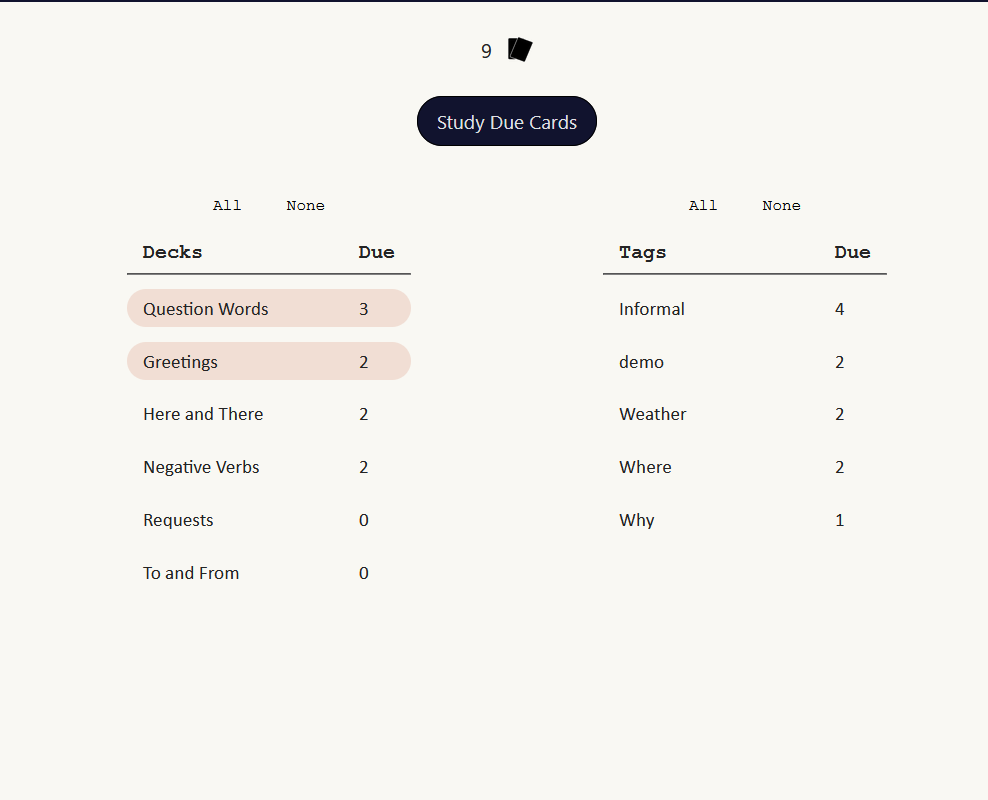 9
Study Due Cards
All None
Decks Due
Question Words 3
Greetings 2
Here and There 2
Negative Verbs 2
Requests 0
To and From 0
All None
Tags Due
Informal 4
demo 2
Weather 2
Where 2
Why 1